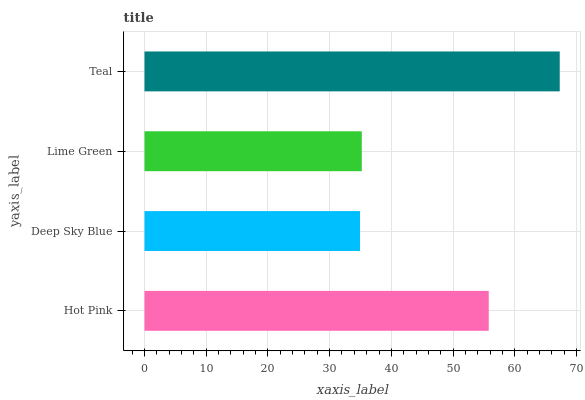 title
yaxis_label
Teal
Lime Green
Deep Sky Blue
Hot Pink
0 10 20 30 40 50 60 70
xaxis_label